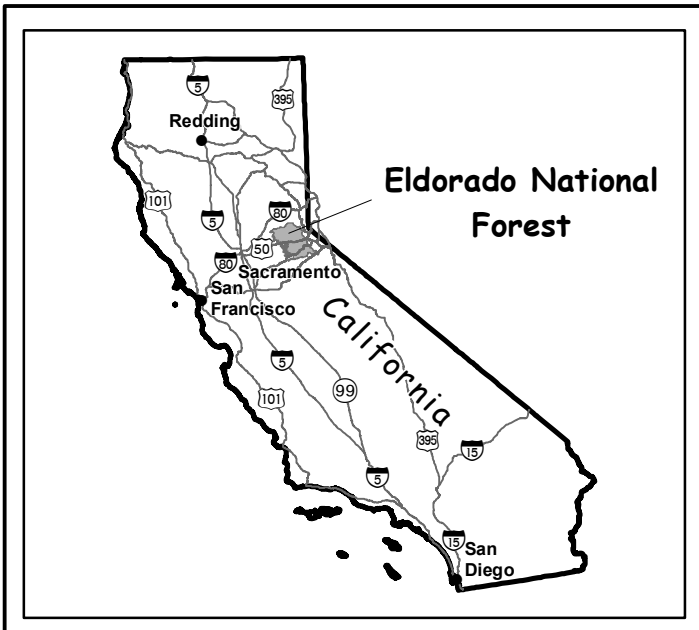 5
395
Redding
Eldorado National
Forest
101
5
80
50
80
Sacramento
San
Francisco
California
5
99
101
395
15
5
15
San
Diego